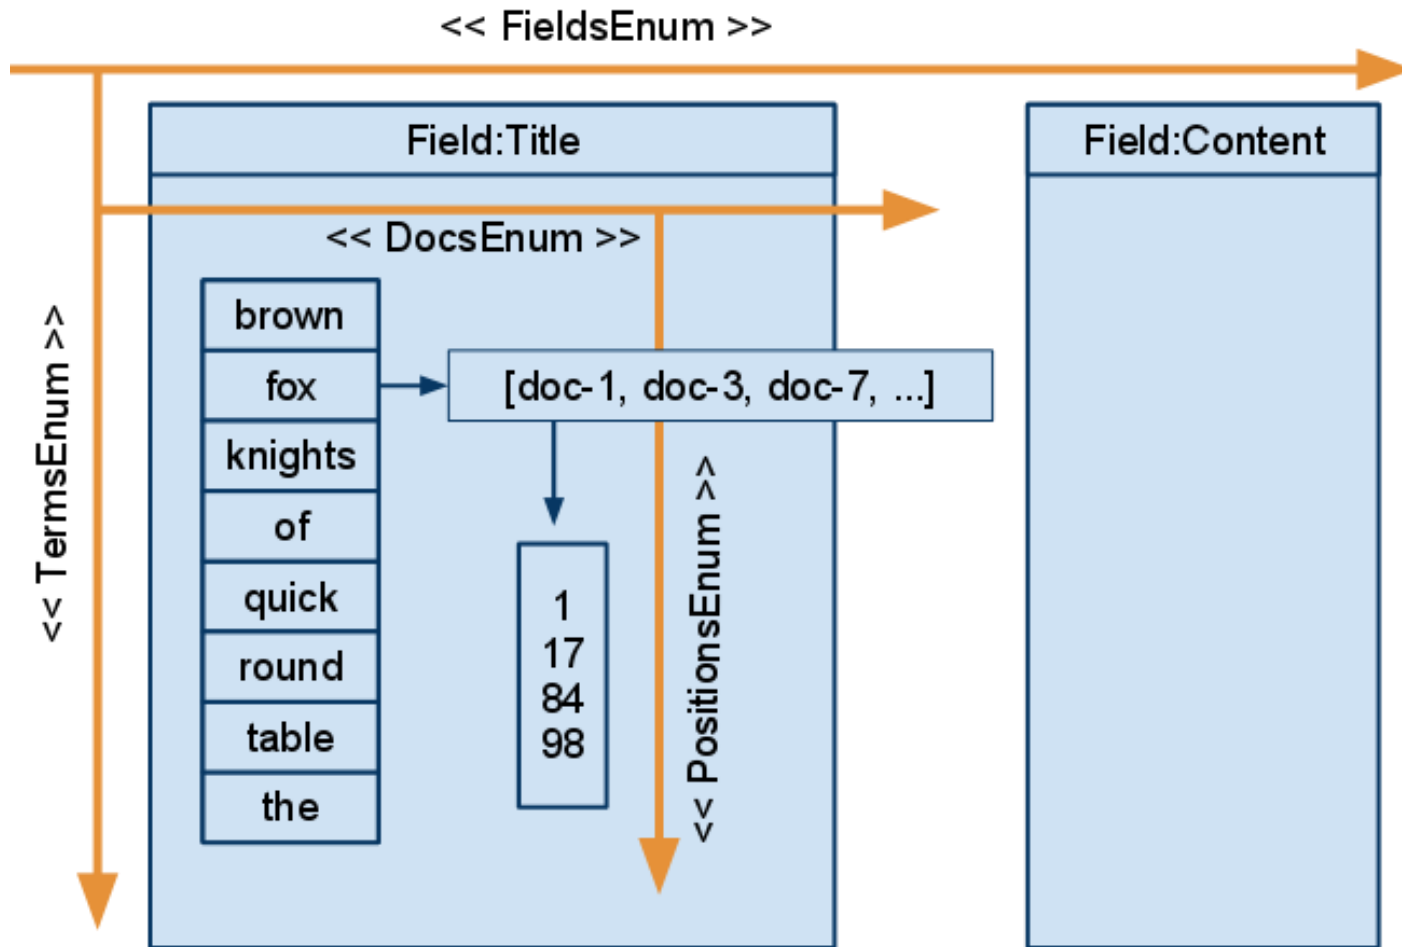 << FieldsEnum >>
Field:Title
Field:Content
<< DocsEnum >>
<< TermsEnum >>
brown
fox
[doc-1, doc-3, doc-7, ...]
knights
of
quick
round
table
the
1
17
84
98
<< PositionsEnum >>